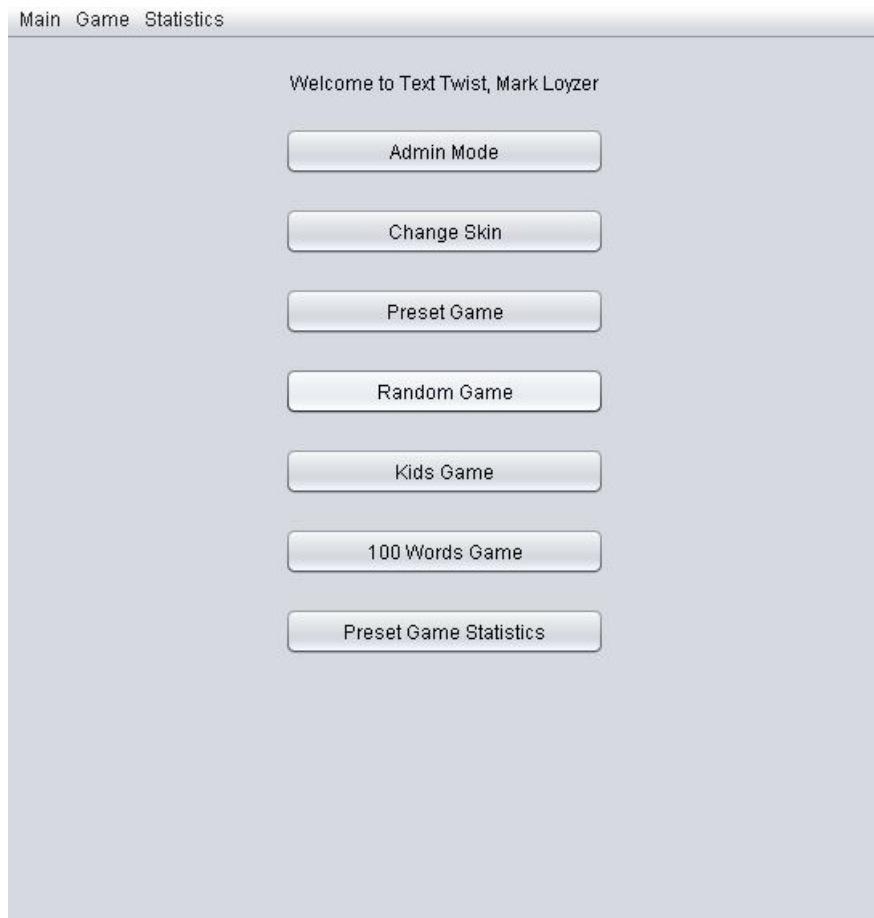 Main Game Statistics
Welcome to Text Twist, Mark Loyzer
Admin Mode
Change Skin
Preset Game
Random Game
Kids Game
100 Words Game
Preset Game Statistics